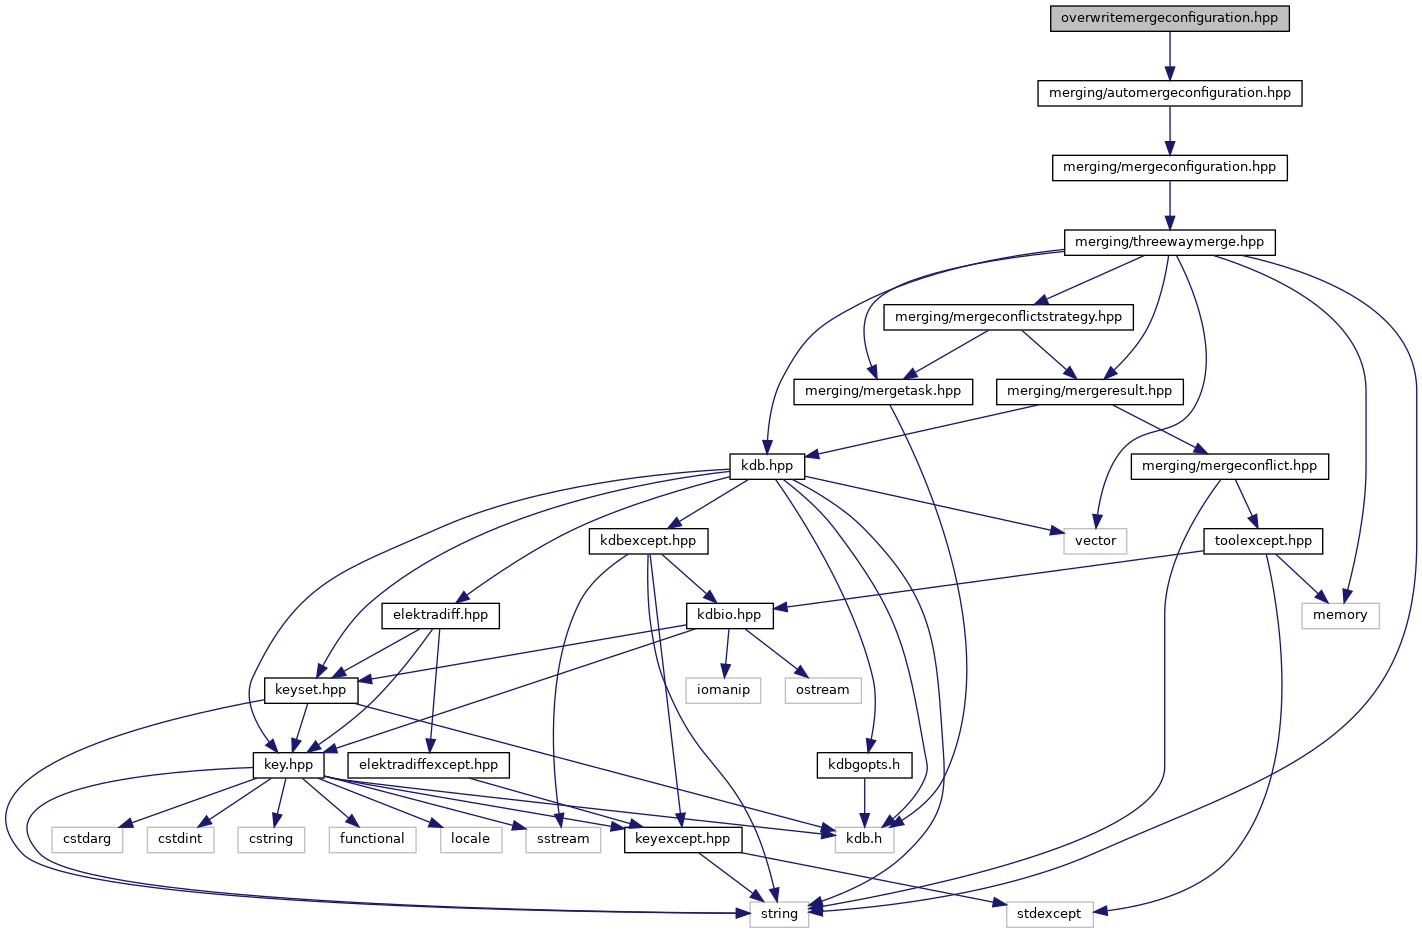 overwritemergeconfiguration.hpp
merging/automergeconfiguration.hpp
merging/mergeconfiguration.hpp
merging/threewaymerge.hpp
merging/mergeconflictstrategy.hpp
merging/mergetask.hpp
merging/mergeresult.hpp
kdb.hpp
merging/mergeconflict.hpp
kdbexcept.hpp
vector
toolexcept.hpp
elektradiff.hpp
kdbio.hpp
memory
keyset.hpp
iomanip
ostream
key.hpp
elektradiffexcept.hpp
kdbgopts.h
cstdarg
cstdint
cstring
functional
locale
sstream
keyexcept.hpp
kdb.h
string
stdexcept